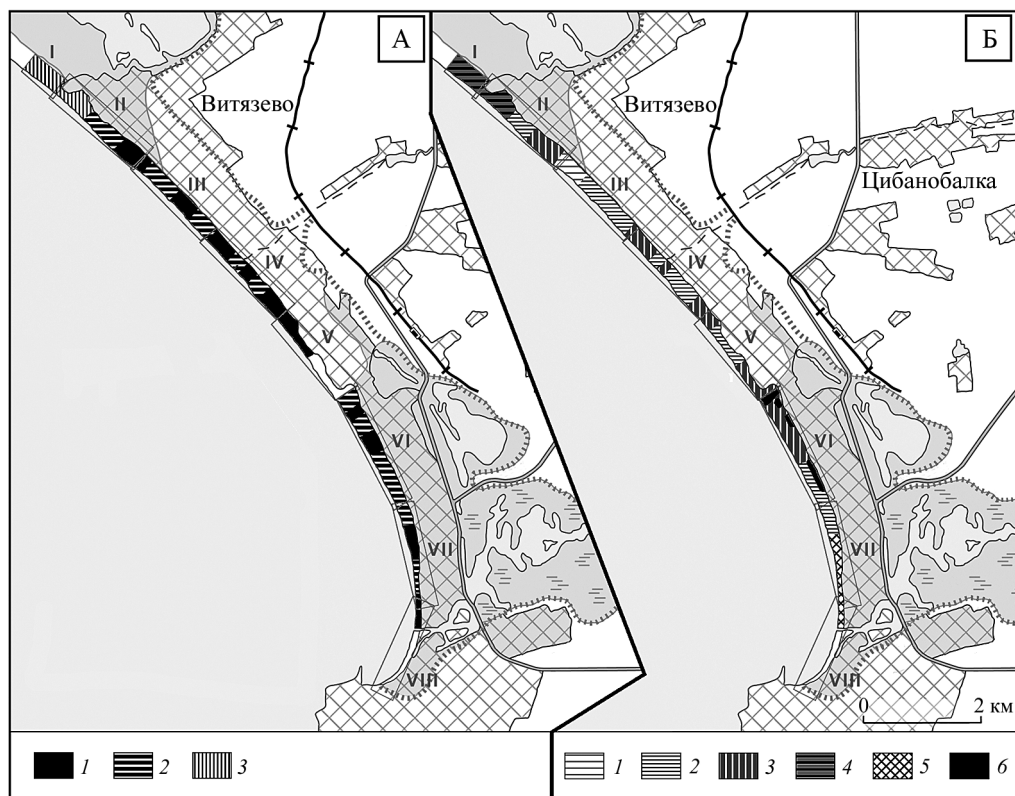 А
I
II
Витязево
III
IV
V
VI
VII
VIII
Б
I
II
Витязево
Цибанобалка
III
IV
V
VI
VII
VIII
0 2 км
1 2 3
1 2 3 4 5 6